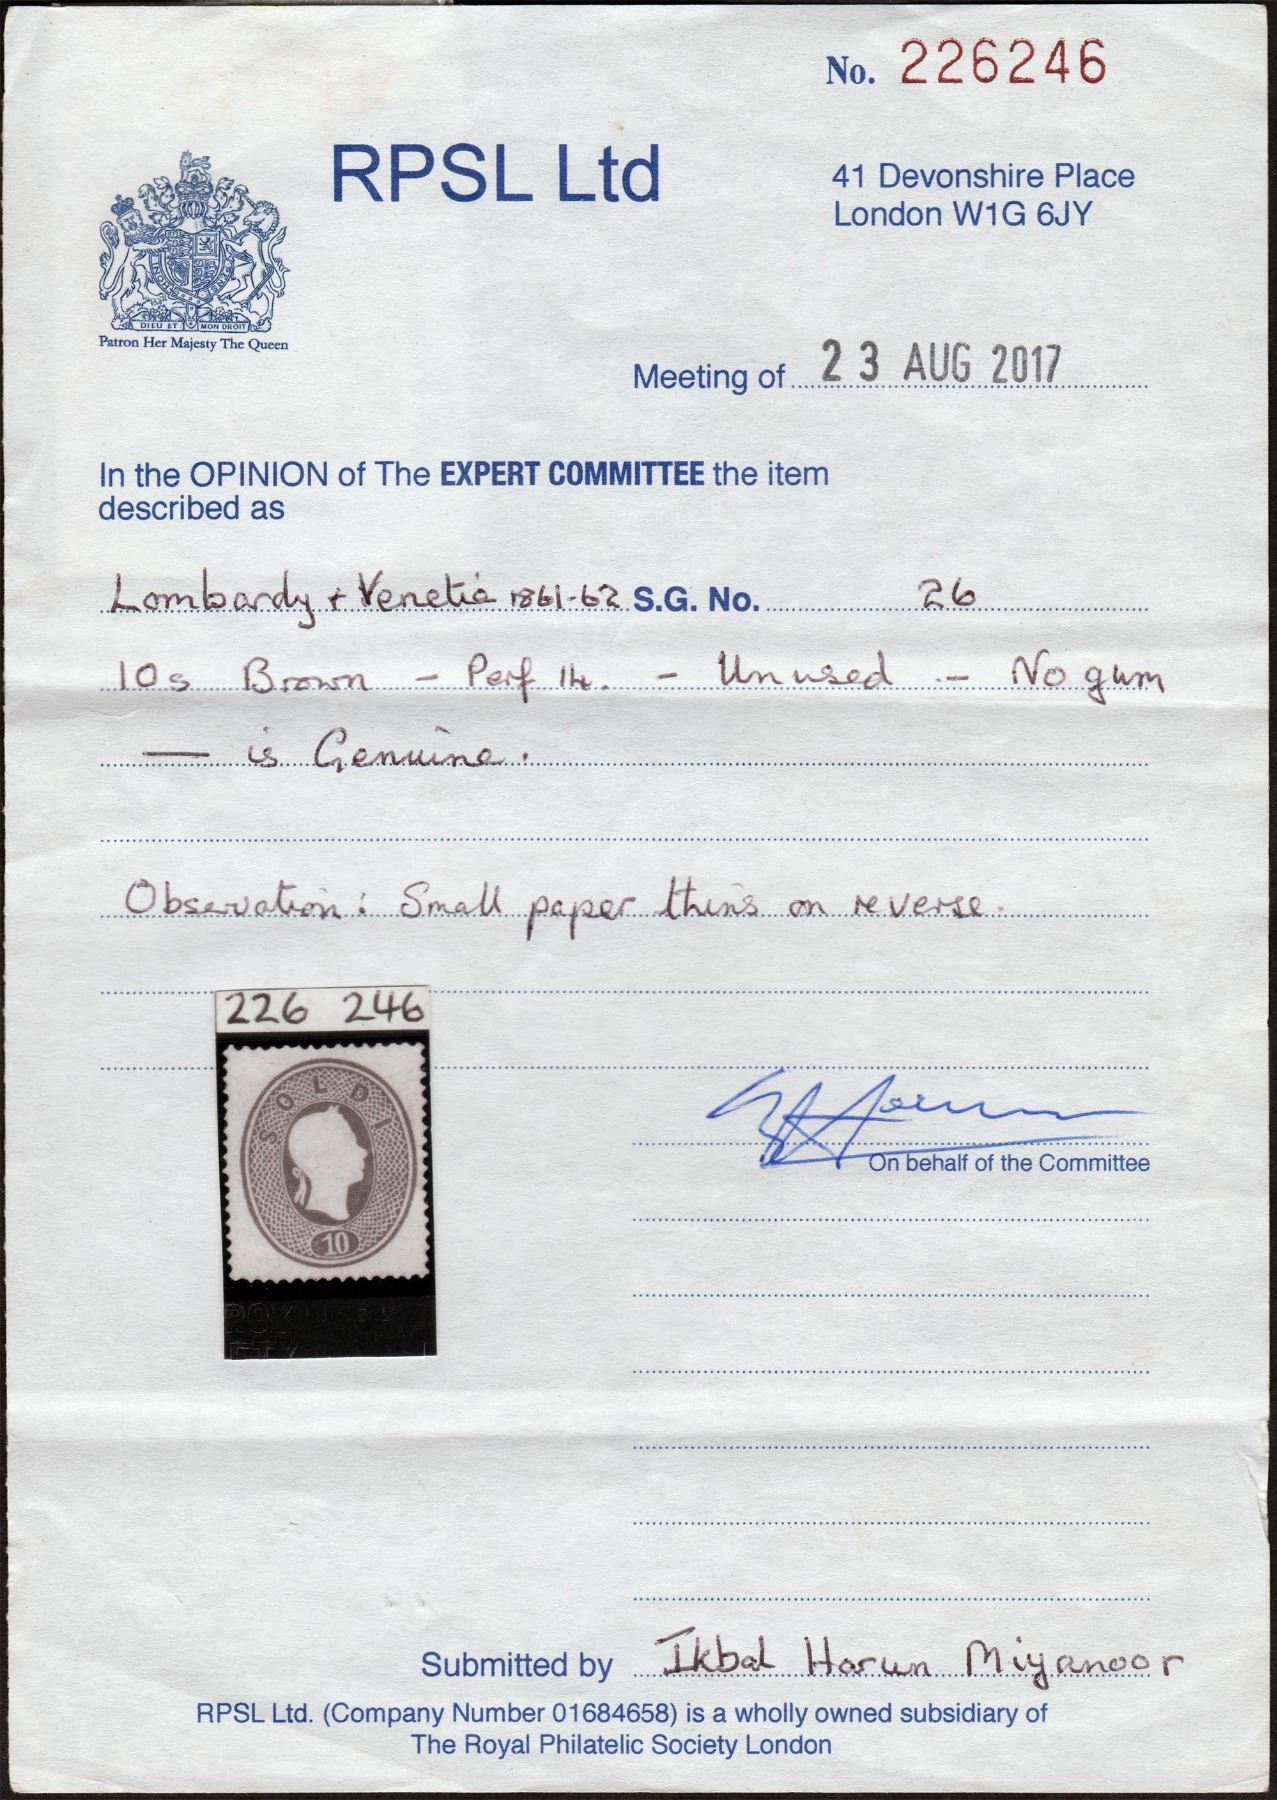 No. 226246
RPSL Ltd
41 Devonshire Place
London W1G 6JY
DIEU ET MON DROIT
Patron Her Majesty The Queen
Meeting of 23 AUG 2017
In the OPINION of The EXPERT COMMITTEE the item
described as
Lombardy + Venetia 1861-62 S.G. No. 26
10s Brown - Perf 14. - Unused - No gum
— is Genuine.
Observation: Small paper thins on reverse.
226 246
SOLDI
10
On behalf of the Committee
Submitted by Ikbal Harun Miyanoor
RPSL Ltd. (Company Number 01684658) is a wholly owned subsidiary of
The Royal Philatelic Society London